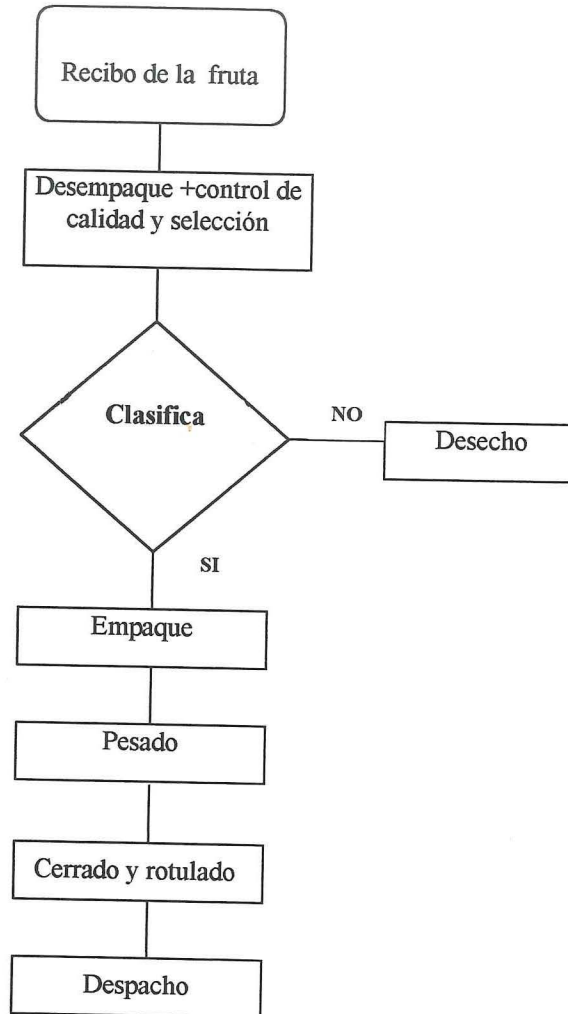 Recibo de la fruta
Desempaque +control de
calidad y selección
Clasifica
NO
Desecho
SI
Empaque
Pesado
Cerrado y rotulado
Despacho